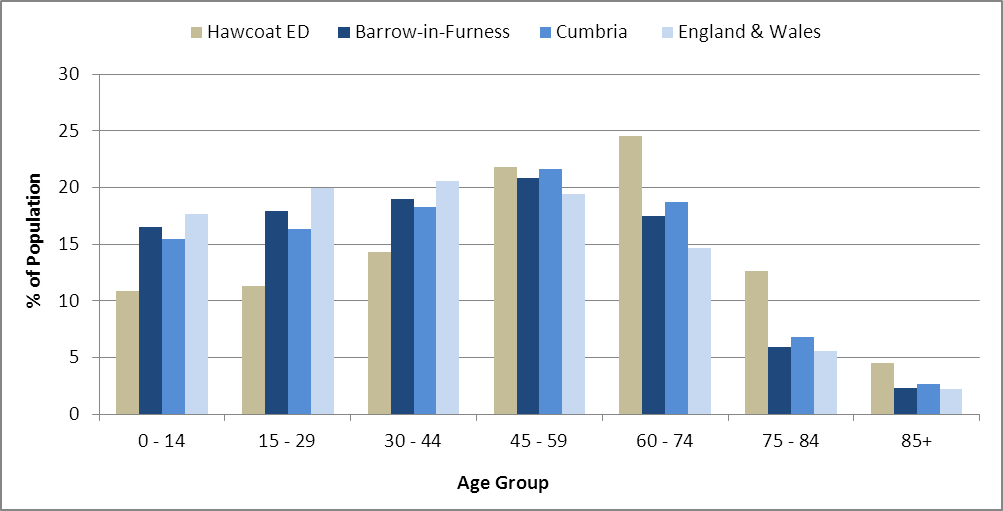 Hawcoat ED Barrow-in-Furness Cumbria England & Wales
30
25
20
15
10
5
0
% of Population
0 - 14 15 - 29 30 - 44 45 - 59 60 - 74 75 - 84 85+
Age Group